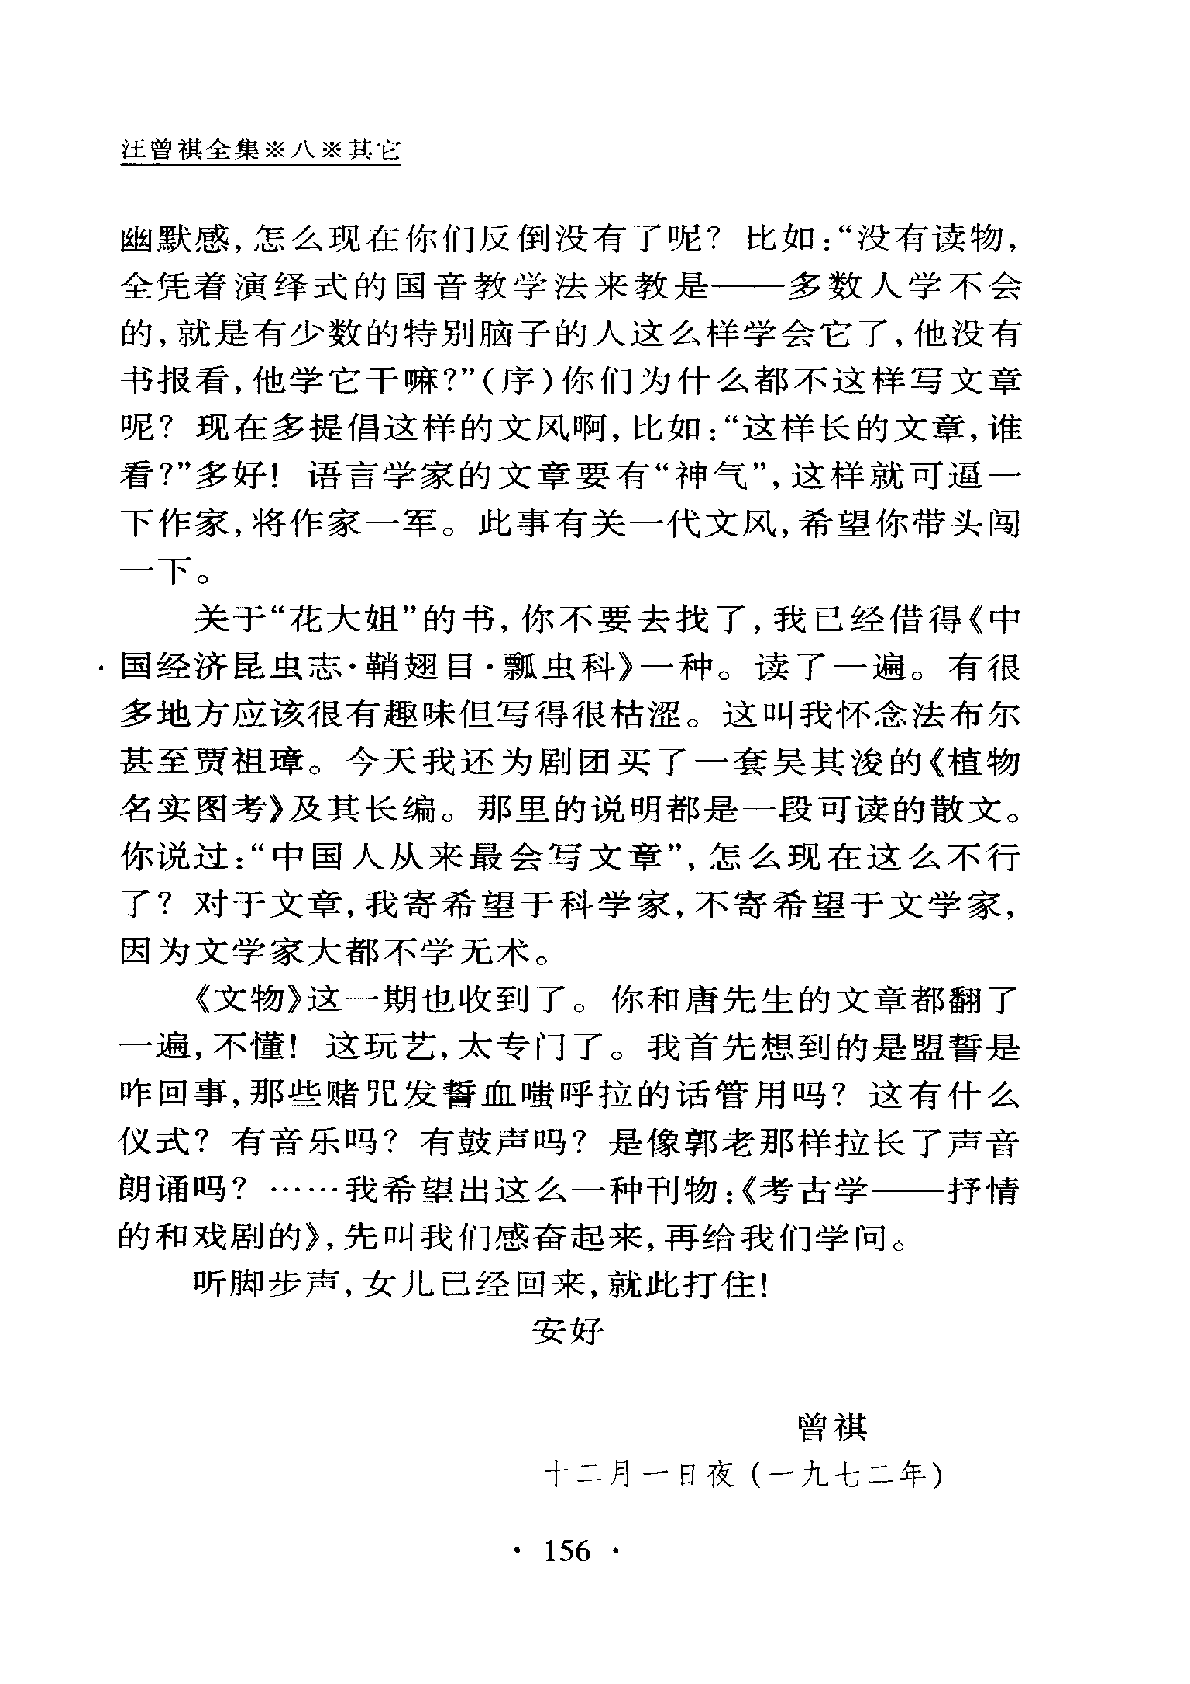 汪曾祺全集※八※其它
幽默感,怎么现在你们反倒没有了呢? 比如:“没有读物,
全凭着演绎式的国音教学法来教是——多数人学不会
的,就是有少数的特别脑子的人这么样学会它了,他没有
书报看,他学它干嘛?”(序)你们为什么都不这样写文章
呢? 现在多提倡这样的文风啊,比如:“这样长的文章,谁
看?”多好! 语言学家的文章要有“神气”,这样就可逼一
下作家,将作家一军。此事有关一代文风,希望你带头闯
一下。
关于“花大姐”的书,你不要去找了,我已经借得《中
国经济昆虫志·鞘翅目·瓢虫科》一种。读了一遍。有很
多地方应该很有趣味但写得很枯涩。这叫我怀念法布尔
甚至贾祖璋。今天我还为剧团买了一套吴其浚的《植物
名实图考》及其长编。那里的说明都是一段可读的散文。
你说过:“中国人从来最会写文章”,怎么现在这么不行
了? 对于文章,我寄希望于科学家,不寄希望于文学家,
因为文学家大都不学无术。
《文物》这一期也收到了。你和唐先生的文章都翻了
一遍,不懂! 这玩艺,太专门了。我首先想到的是盟誓是
咋回事,那些赌咒发誓血嗤呼拉的话管用吗? 这有什么
仪式? 有音乐吗? 有鼓声吗? 是像郭老那样拉长了声音
朗诵吗? ……我希望出这么一种刊物:《考古学——抒情
的和戏剧的》,先叫我们感奋起来,再给我们学问。
听脚步声,女儿已经回来,就此打住!
安好
曾祺
十二月一日夜(一九七二年)
· 156 ·